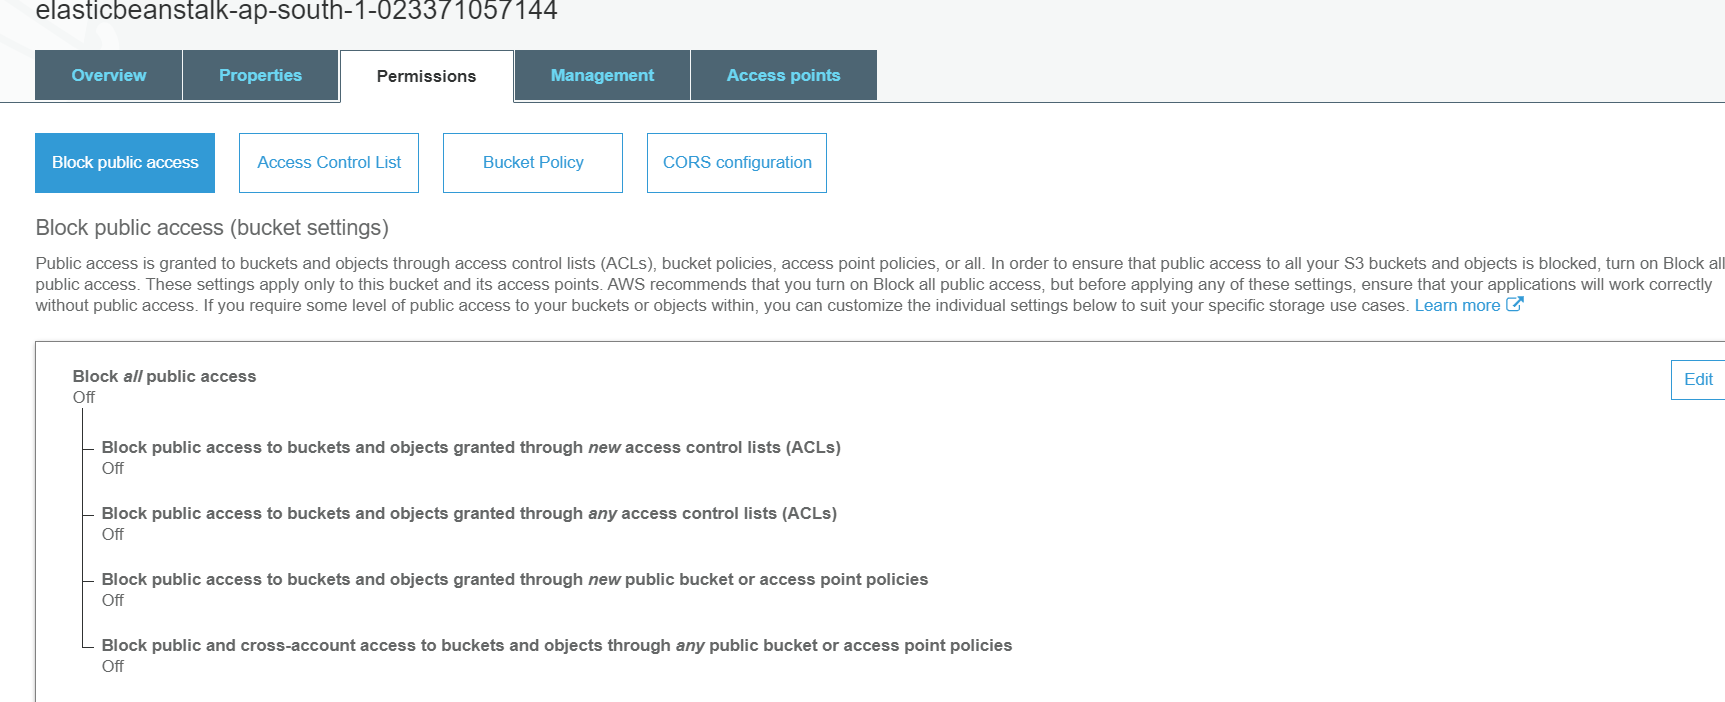 elasticbeanstalk-ap-south-1-023371057144
Overview
Properties
Permissions
Management
Access points
Block public access
Access Control List
Bucket Policy
CORS configuration
Block public access (bucket settings)
Public access is granted to buckets and objects through access control lists (ACLs), bucket policies, access point policies, or all. In order to ensure that public access to all your S3 buckets and objects is blocked, turn on Block all
public access. These settings apply only to this bucket and its access points. AWS recommends that you turn on Block all public access, but before applying any of these settings, ensure that your applications will work correctly
without public access. If you require some level of public access to your buckets or objects within, you can customize the individual settings below to suit your specific storage use cases. Learn more
Block all public access
Edit
Off
Block public access to buckets and objects granted through new access control lists (ACLs)
Off
Block public access to buckets and objects granted through any access control lists (ACLs)
Off
Block public access to buckets and objects granted through new public bucket or access point policies
Off
Block public and cross-account access to buckets and objects through any public bucket or access point policies
Off